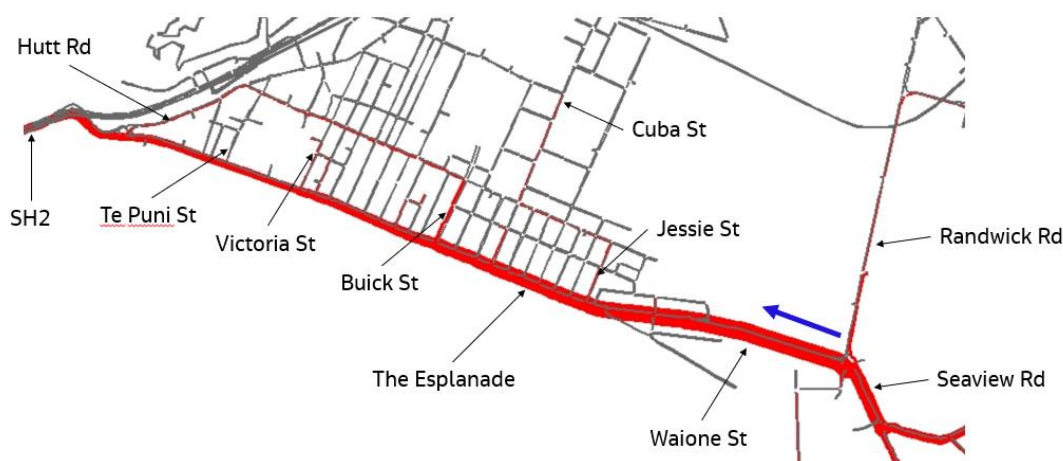 Hutt Rd
Cuba St
SH2
Te Puni St
Victoria St
Jessie St
Randwick Rd
Buick St
The Esplanade
Seaview Rd
Waione St